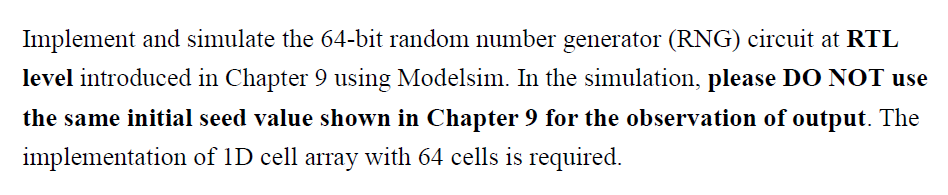 Implement and simulate the 64-bit random number generator (RNG) circuit at RTL
level introduced in Chapter 9 using Modelsim. In the simulation, please DO NOT use
the same initial seed value shown in Chapter 9 for the observation of output. The
implementation of 1D cell array with 64 cells is required.